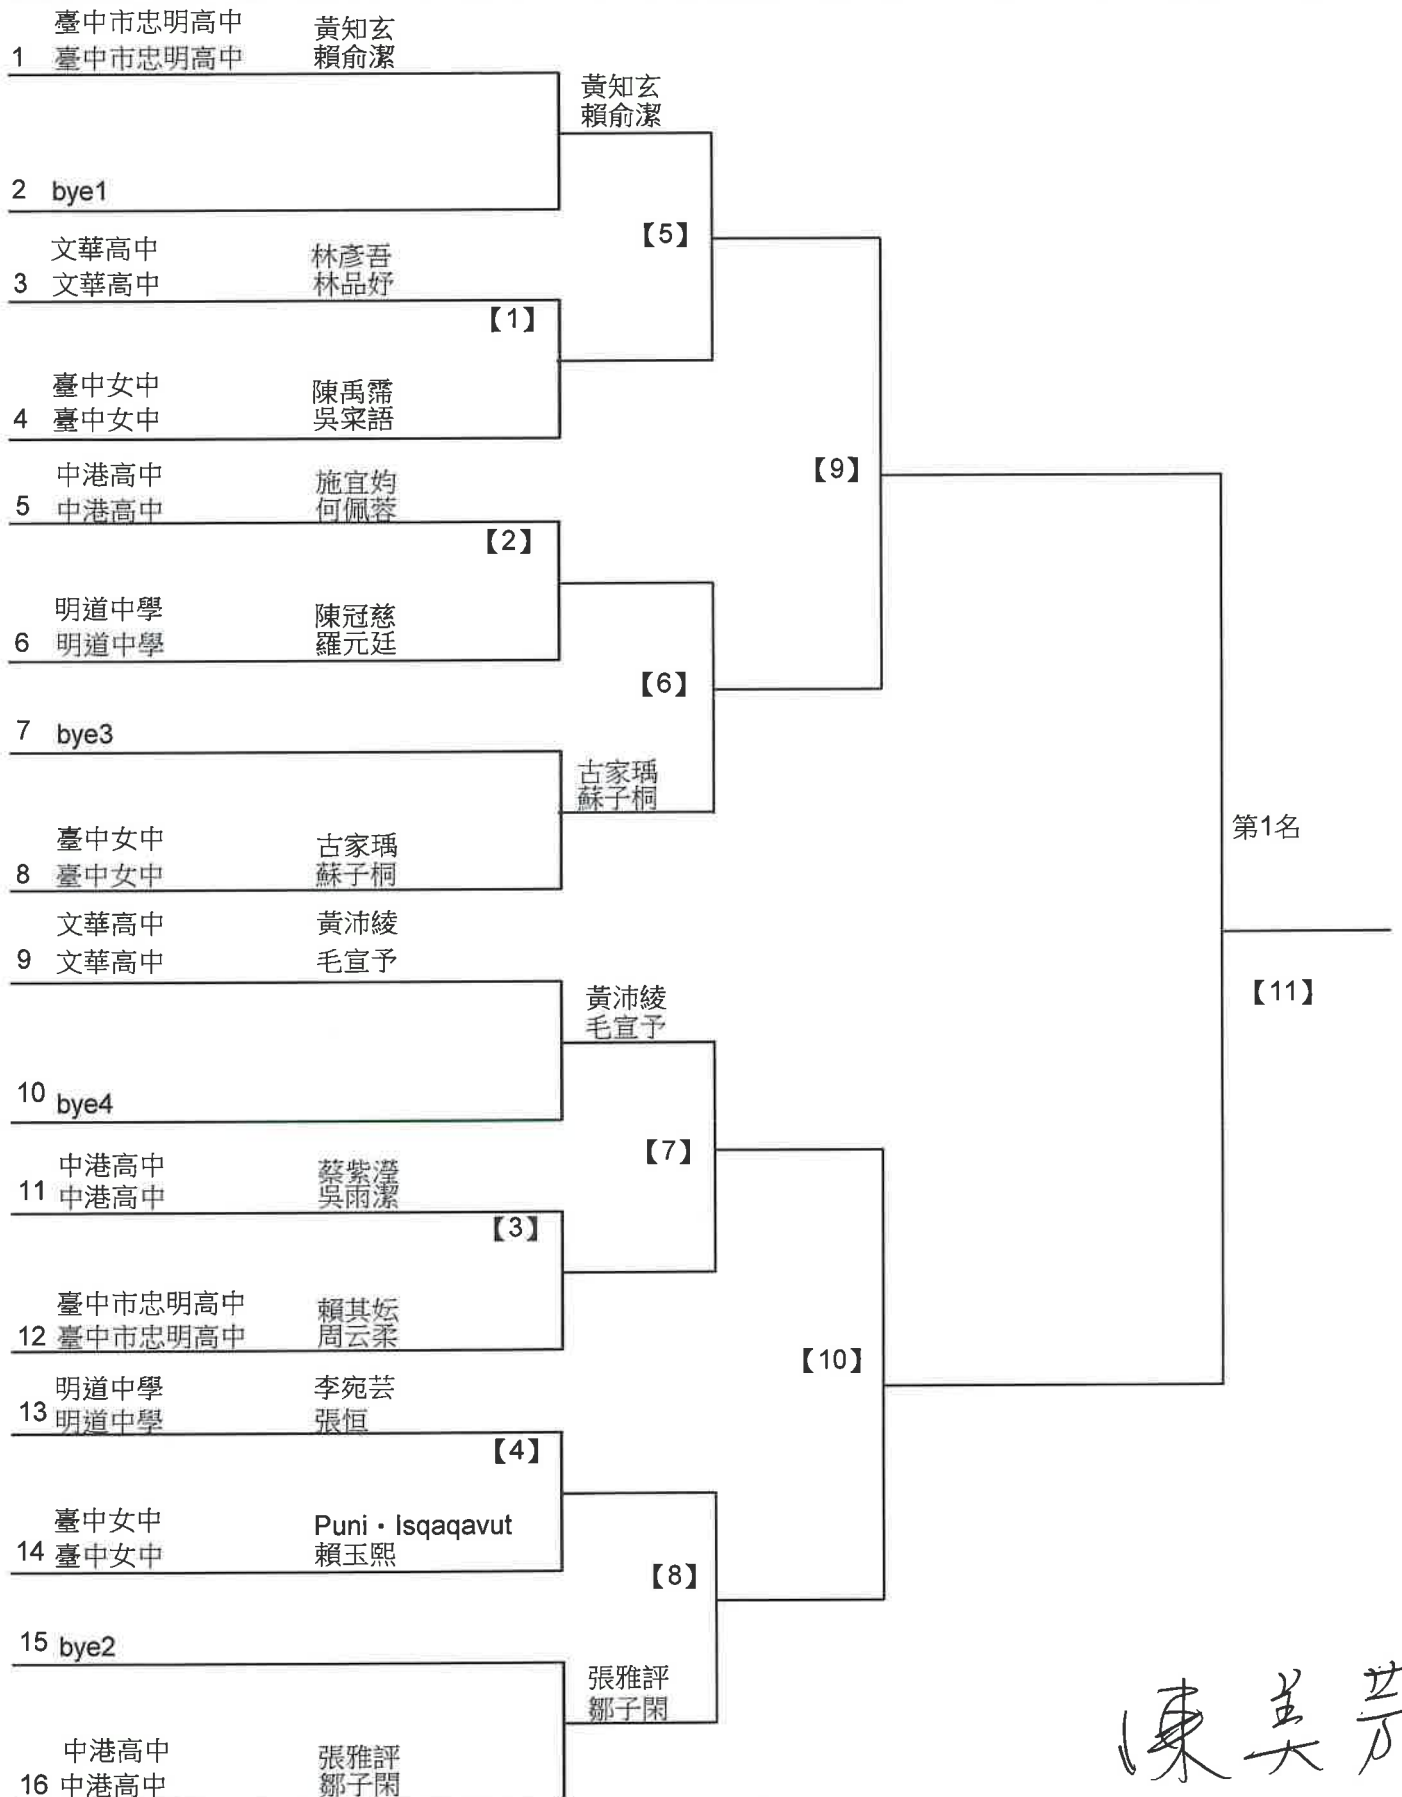 臺中市忠明高中 黃知玄
1 臺中市忠明高中 賴俞潔
黃知玄
賴俞潔
2 bye1
【5】
文華高中 林彥吾
3 文華高中 林品妤
【1】
臺中女中 陳禹霈
4 臺中女中 吳寀語
【9】
中港高中 施宜妁
5 中港高中 何佩蓉
【2】
明道中學 陳冠慈
6 明道中學 羅元廷
【6】
7 bye3
古家瑀
蘇子桐
臺中女中 古家瑀
8 臺中女中 蘇子桐
第1名
文華高中 黃沛綾
9 文華高中 毛宣予
黃沛綾
毛宣予
【11】
10 bye4
【7】
中港高中 蔡紫瀅
11 中港高中 吳雨潔
【3】
臺中市忠明高中 賴其妘
12 臺中市忠明高中 周云柔
【10】
明道中學 李宛芸
13 明道中學 張恒
【4】
臺中女中 Puni・Isqaqavut
14 臺中女中 賴玉熙
【8】
15 bye2
張雅評
鄒子閑
中港高中 張雅評
16 中港高中 鄒子閑
陳美芳